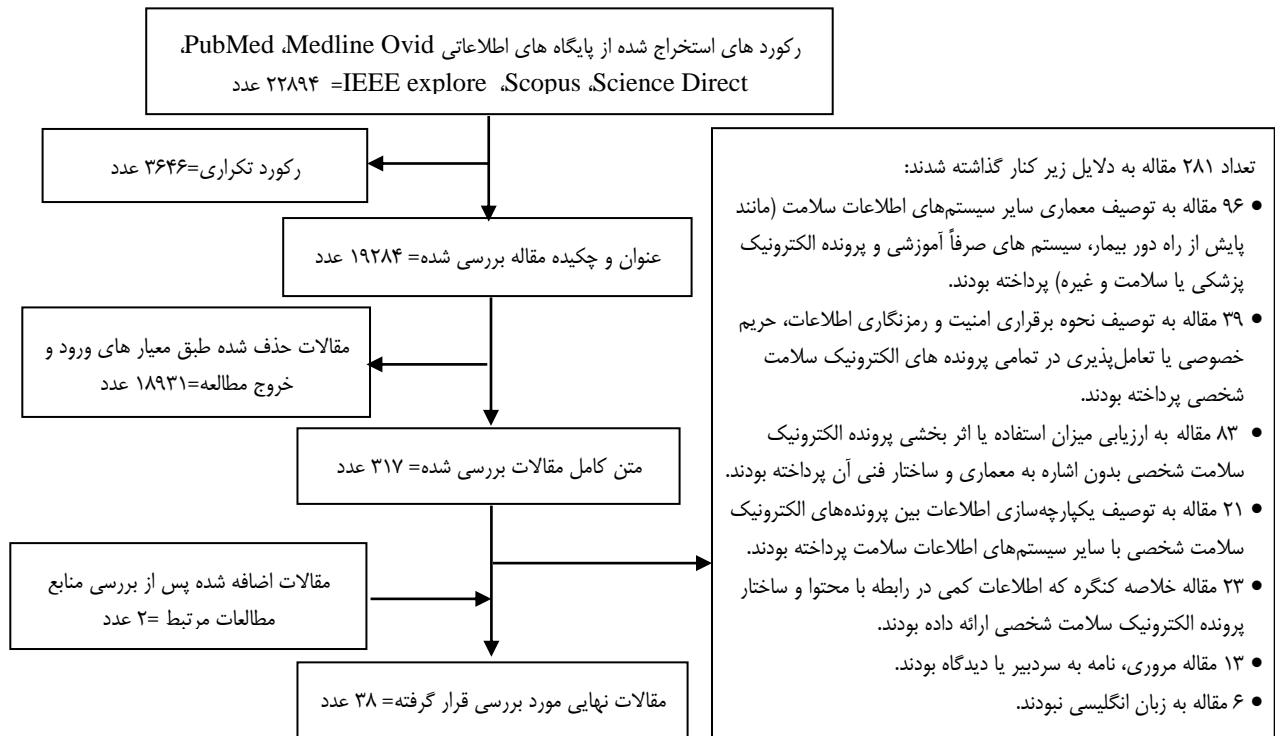 رکورد های استخراج شده از پایگاه های اطلاعاتی PubMed ،Medline Ovid،
IEEE explore ،Scopus ،Science Direct= ۲۲۸۹۴ عدد
رکورد تکراری=۳۶۴۶ عدد
عنوان و چکیده مقاله بررسی شده= ۱۹۲۸۴ عدد
مقالات حذف شده طبق معیار های ورود و
خروج مطالعه=۱۸۹۳۱ عدد
متن کامل مقالات بررسی شده= ۳۱۷ عدد
تعداد ۲۸۱ مقاله به دلایل زیر کنار گذاشته شدند:
● ۹۶ مقاله به توصیف معماری سایر سیستم‌های اطلاعات سلامت (مانند
پایش از راه دور بیمار، سیستم های صرفاً آموزشی و پرونده الکترونیک
پزشکی یا سلامت و غیره) پرداخته بودند.
● ۳۹ مقاله به توصیف نحوه برقراری امنیت و رمزنگاری اطلاعات، حریم
خصوصی یا تعامل‌پذیری در تمامی پرونده های الکترونیک سلامت
شخصی پرداخته بودند.
● ۸۳ مقاله به ارزیابی میزان استفاده یا اثر بخشی پرونده الکترونیک
سلامت شخصی بدون اشاره به معماری و ساختار فنی آن پرداخته بودند.
● ۲۱ مقاله به توصیف یکپارچه‌سازی اطلاعات بین پرونده‌های الکترونیک
سلامت شخصی با سایر سیستم‌های اطلاعات سلامت پرداخته بودند.
● ۲۳ مقاله خلاصه کنگره که اطلاعات کمی در رابطه با محتوا و ساختار
پرونده الکترونیک سلامت شخصی ارائه داده بودند.
● ۱۳ مقاله مروری، نامه به سردبیر یا دیدگاه بودند.
● ۶ مقاله به زبان انگلیسی نبودند.
مقالات اضافه شده پس از بررسی منابع
مطالعات مرتبط =۲ عدد
مقالات نهایی مورد بررسی قرار گرفته= ۳۸ عدد